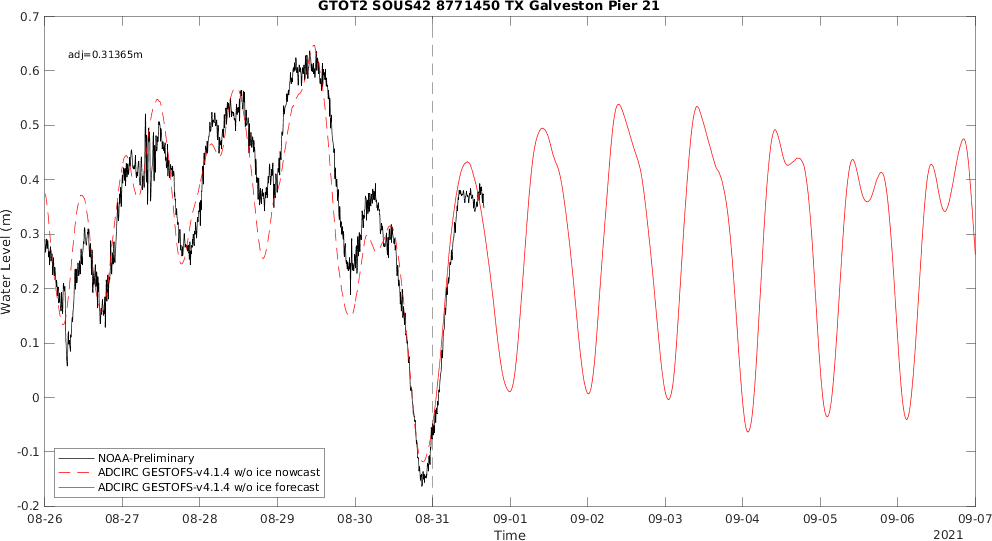 GTOT2 SOUS42 8771450 TX Galveston Pier 21
adj=0.31365m
Water Level (m)
0.7
0.6
0.5
0.4
0.3
0.2
0.1
0
-0.1
-0.2
NOAA-Preliminary
ADCIRC GESTOFS-v4.1.4 w/o ice nowcast
ADCIRC GESTOFS-v4.1.4 w/o ice forecast
08-26 08-27 08-28 08-29 08-30 08-31 09-01 09-02 09-03 09-04 09-05 09-06 09-07
Time
2021